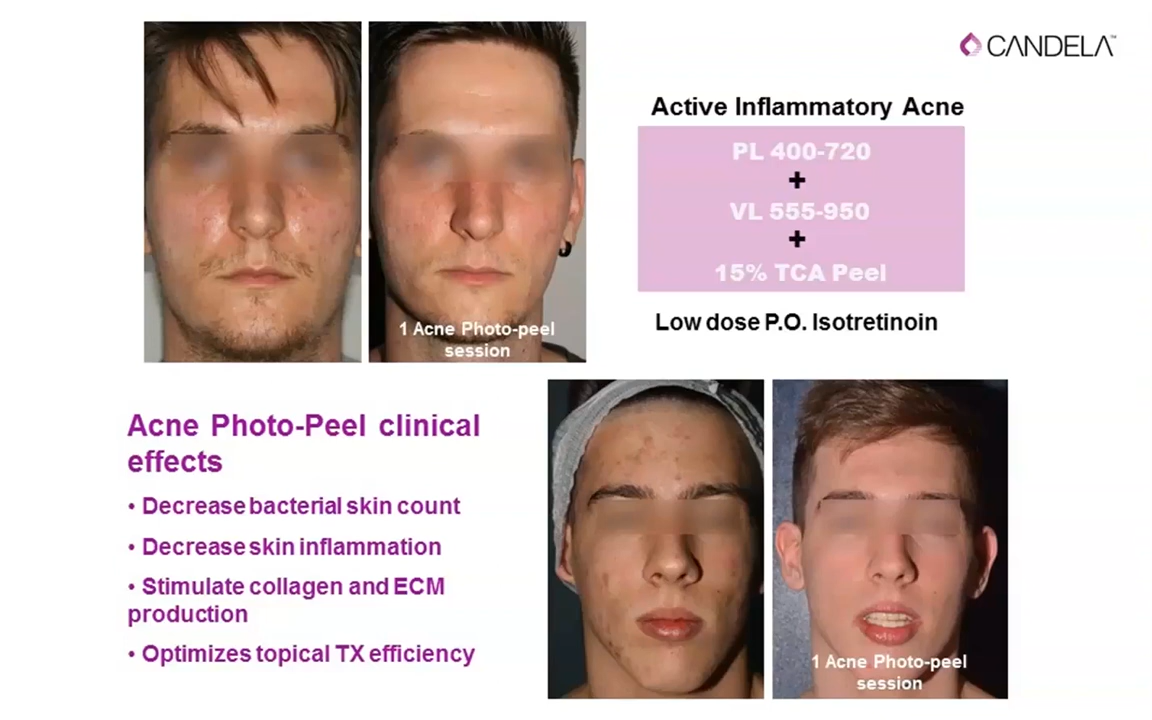 CANDELA™
Active Inflammatory Acne
PL 400-720
+
VL 555-950
+
15% TCA Peel
Low dose P.O. Isotretinoin
1 Acne Photo-peel
session
Acne Photo-Peel clinical
effects
• Decrease bacterial skin count
• Decrease skin inflammation
• Stimulate collagen and ECM
production
• Optimizes topical TX efficiency
1 Acne Photo-peel
session